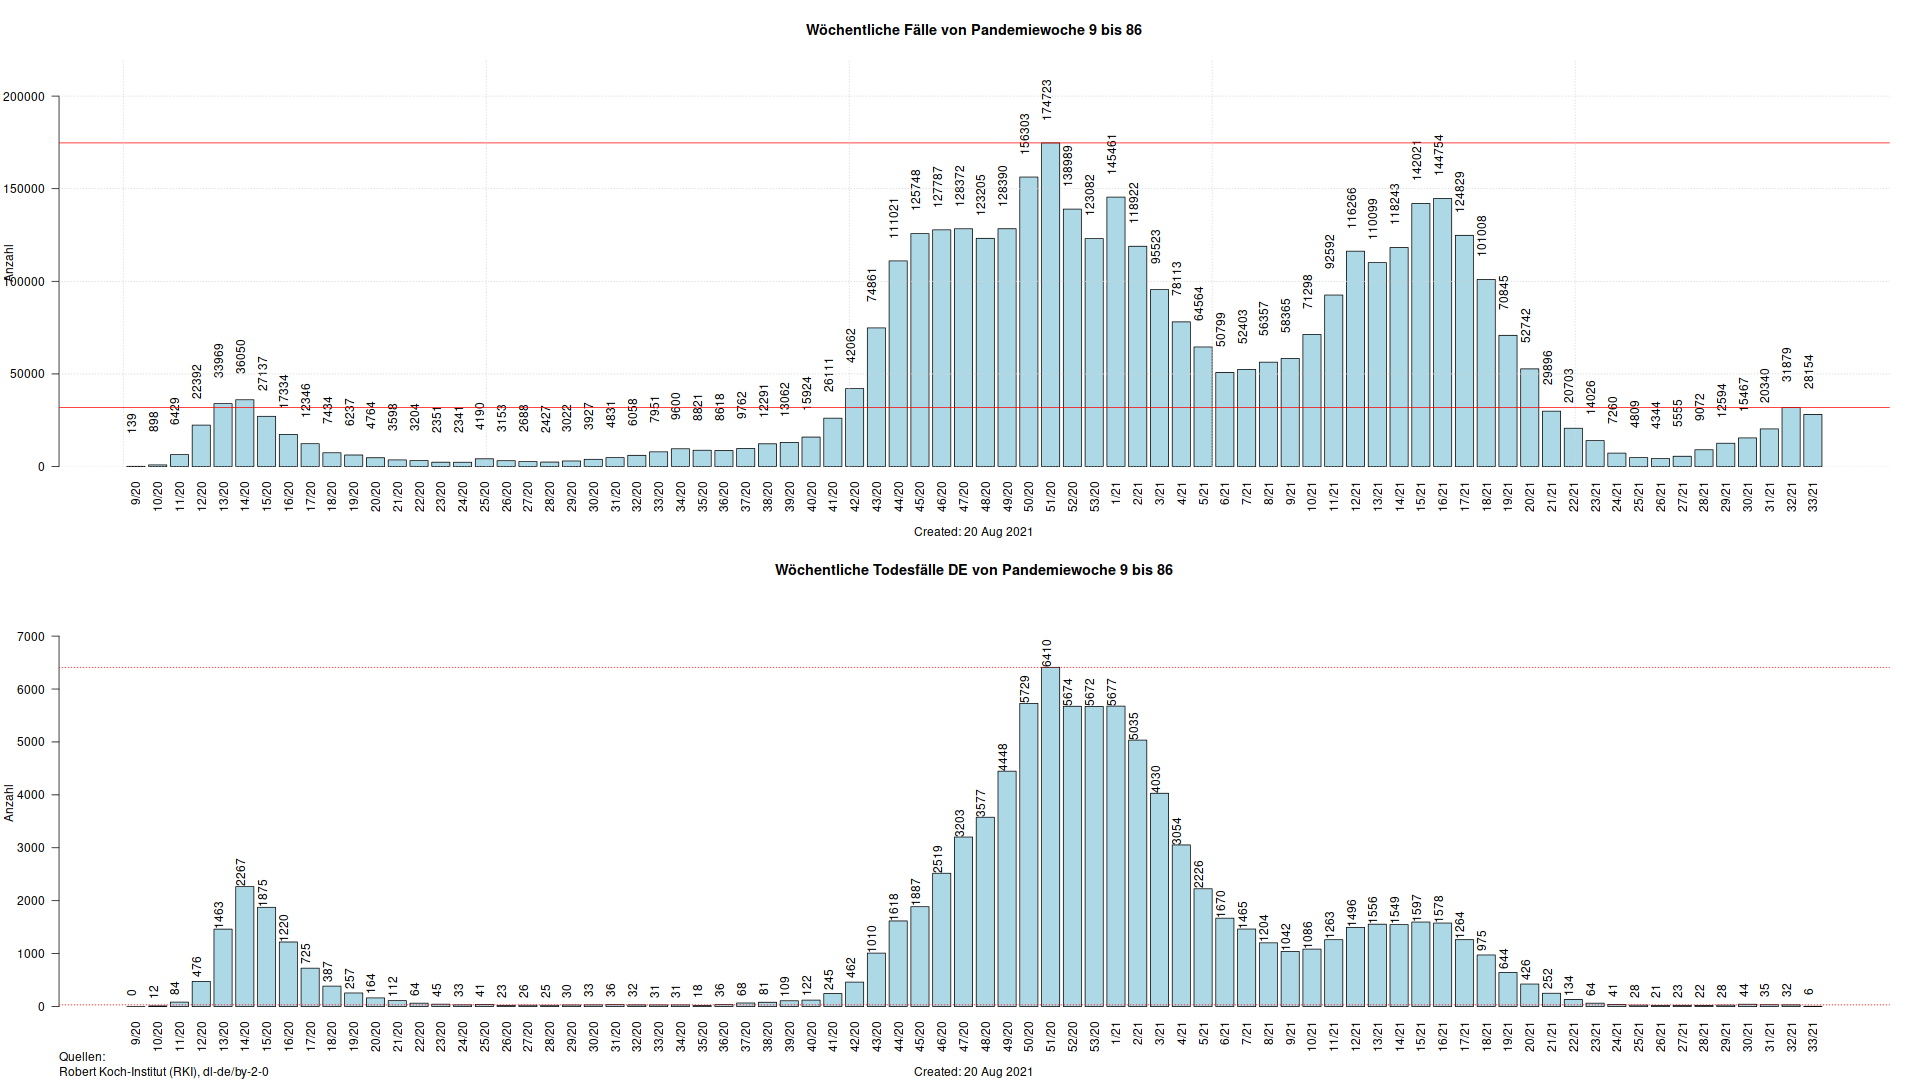 Wöchentliche Fälle von Pandemiewoche 9 bis 86
Anzahl
200000
150000
100000
50000
0
139 898 6429 22392 33969 36050 27137 17334 12346 7434 6237 4764 3598 3204 2351 2341 4190 3153 2688 2427 3022 3927 4831 6058 7951 9600 8821 8618 9762 12291 13062 15924 26111 42062 74861 111021 125748 127787 128372 123205 128390 156303 174723 138989 123082 145461 118922 95523 78113 64564 50799 52403 56357 58365 71298 92592 116266 110099 118243 142021 144754 124829 101008 70845 52742 29896 20703 14026 7260 4809 4344 5555 9072 12594 15467 20340 31879 28154
9/20 10/20 11/20 12/20 13/20 14/20 15/20 16/20 17/20 18/20 19/20 20/20 21/20 22/20 23/20 24/20 25/20 26/20 27/20 28/20 29/20 30/20 31/20 32/20 33/20 34/20 35/20 36/20 37/20 38/20 39/20 40/20 41/20 42/20 43/20 44/20 45/20 46/20 47/20 48/20 49/20 50/20 51/20 52/20 53/20 1/21 2/21 3/21 4/21 5/21 6/21 7/21 8/21 9/21 10/21 11/21 12/21 13/21 14/21 15/21 16/21 17/21 18/21 19/21 20/21 21/21 22/21 23/21 24/21 25/21 26/21 27/21 28/21 29/21 30/21 31/21 32/21 33/21
Created: 20 Aug 2021
Wöchentliche Todesfälle DE von Pandemiewoche 9 bis 86
Anzahl
7000
6000
5000
4000
3000
2000
1000
0
0 12 84 476 1463 2267 1875 1220 725 387 257 164 112 64 45 33 41 23 26 25 30 33 36 32 31 31 18 36 68 81 109 122 245 462 1010 1618 1887 2519 3203 3577 4448 5729 6410 5674 5672 5677 5035 4030 3054 2226 1670 1465 1204 1042 1086 1263 1496 1556 1549 1597 1578 1264 975 644 426 252 134 64 41 28 21 23 22 28 44 35 32 6
9/20 10/20 11/20 12/20 13/20 14/20 15/20 16/20 17/20 18/20 19/20 20/20 21/20 22/20 23/20 24/20 25/20 26/20 27/20 28/20 29/20 30/20 31/20 32/20 33/20 34/20 35/20 36/20 37/20 38/20 39/20 40/20 41/20 42/20 43/20 44/20 45/20 46/20 47/20 48/20 49/20 50/20 51/20 52/20 53/20 1/21 2/21 3/21 4/21 5/21 6/21 7/21 8/21 9/21 10/21 11/21 12/21 13/21 14/21 15/21 16/21 17/21 18/21 19/21 20/21 21/21 22/21 23/21 24/21 25/21 26/21 27/21 28/21 29/21 30/21 31/21 32/21 33/21
Quellen:
Robert Koch-Institut (RKI), dl-de/by-2-0
Created: 20 Aug 2021